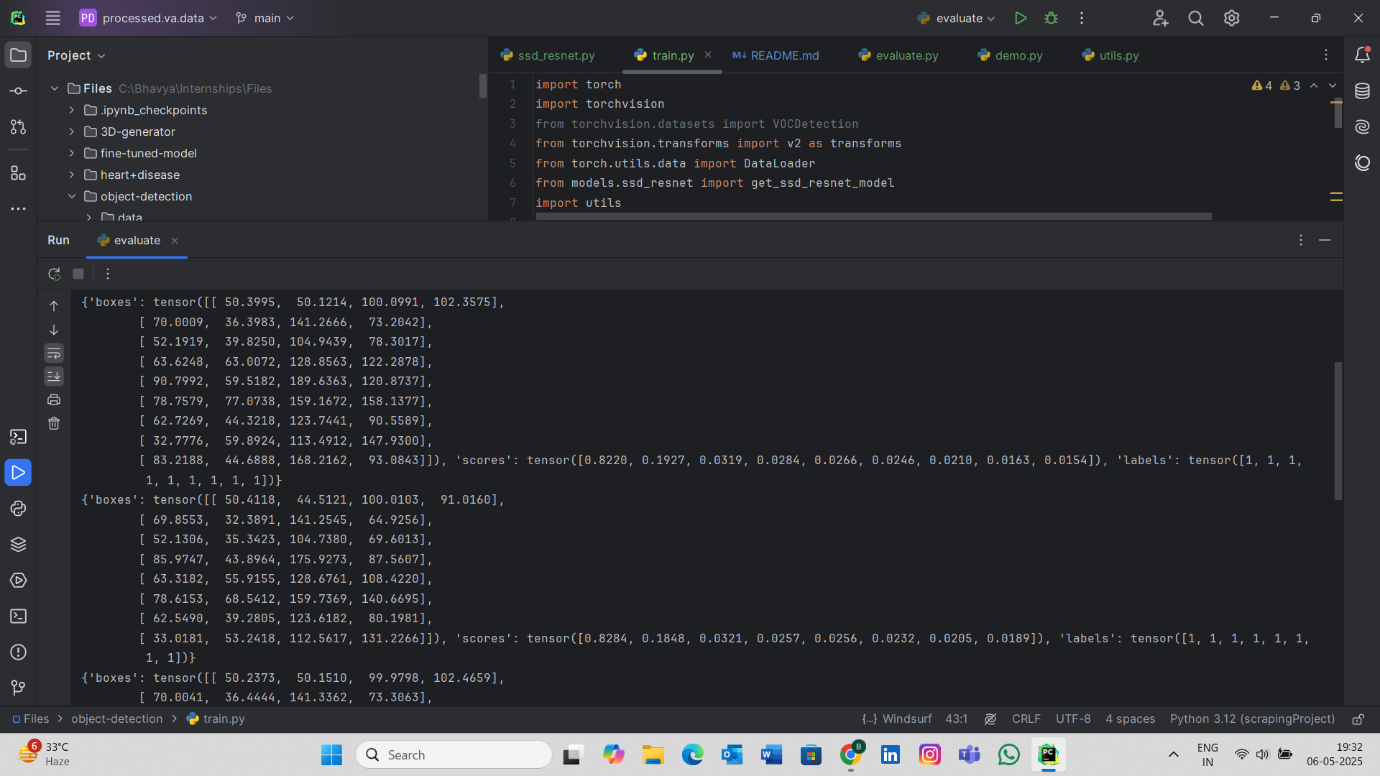 PC
PD processed.va.data main evaluate
Project
ssd_resnet.py train.py M↓ README.md evaluate.py demo.py utils.py
Files C:\Bhavya\Internships\Files
.ipynb_checkpoints
3D-generator
fine-tuned-model
heart+disease
object-detection
data
1 import torch
2 import torchvision
3 from torchvision.datasets import VOCDetection
4 from torchvision.transforms import v2 as transforms
5 from torch.utils.data import DataLoader
6 from models.ssd_resnet import get_ssd_resnet_model
7 import utils
4 3
Run evaluate
{'boxes': tensor([[ 50.3995,  50.1214, 100.0991, 102.3575],
[ 70.0009,  36.3983, 141.2666,  73.2042],
[ 52.1919,  39.8250, 104.9439,  78.3017],
[ 63.6248,  63.0072, 128.8563, 122.2878],
[ 90.7992,  59.5182, 189.6363, 120.8737],
[ 78.7579,  77.0738, 159.1672, 158.1377],
[ 62.7269,  44.3218, 123.7441,  90.5589],
[ 32.7776,  59.8924, 113.4912, 147.9300],
[ 83.2188,  44.6888, 168.2162,  93.0843]]), 'scores': tensor([0.8220, 0.1927, 0.0319, 0.0284, 0.0266, 0.0246, 0.0210, 0.0163, 0.0154]), 'labels': tensor([1, 1, 1,
1, 1, 1, 1, 1, 1])}
{'boxes': tensor([[ 50.4118,  44.5121, 100.0103,  91.0160],
[ 69.8553,  32.3891, 141.2545,  64.9256],
[ 52.1306,  35.3423, 104.7380,  69.6013],
[ 85.9747,  43.8964, 175.9273,  87.5607],
[ 63.3182,  55.9155, 128.6761, 108.4220],
[ 78.6153,  68.5412, 159.7369, 140.6695],
[ 62.5490,  39.2805, 123.6182,  80.1981],
[ 33.0181,  53.2418, 112.5617, 131.2266]]), 'scores': tensor([0.8284, 0.1848, 0.0321, 0.0257, 0.0256, 0.0232, 0.0205, 0.0189]), 'labels': tensor([1, 1, 1, 1, 1, 1, 1,
1, 1])}
{'boxes': tensor([[ 50.2373,  50.1510,  99.9798, 102.4659],
[ 70.0041,  36.4444, 141.3362,  73.3063],
Files > object-detection > train.py {...} Windsurf 43:1 CRLF UTF-8 4 spaces Python 3.12 (scrapingProject)
6 33°C
Haze
Search
B
ENG
IN
19:32
06-05-2025